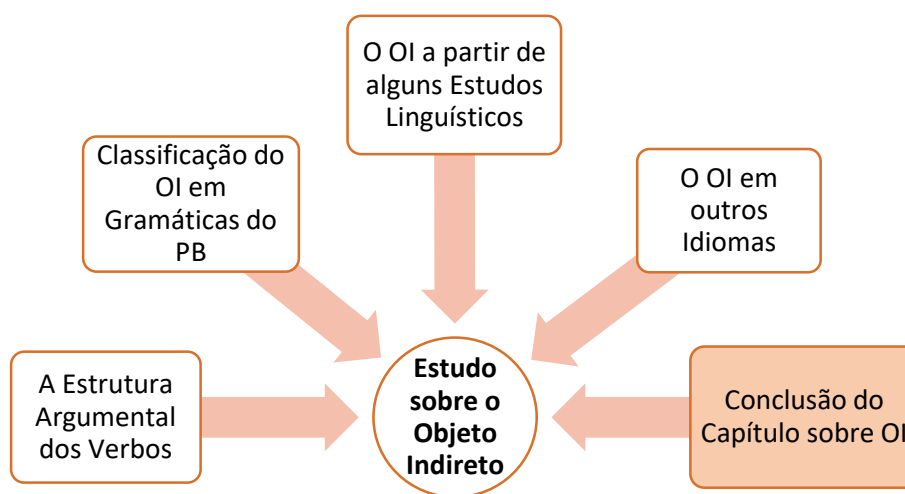 O OI a partir de
alguns Estudos
Linguísticos
Classificação do
OI em
Gramáticas do
PB
O OI em
outros
Idiomas
A Estrutura
Argumental
dos Verbos
Estudo
sobre o
Objeto
Indireto
Conclusão do
Capítulo sobre OI